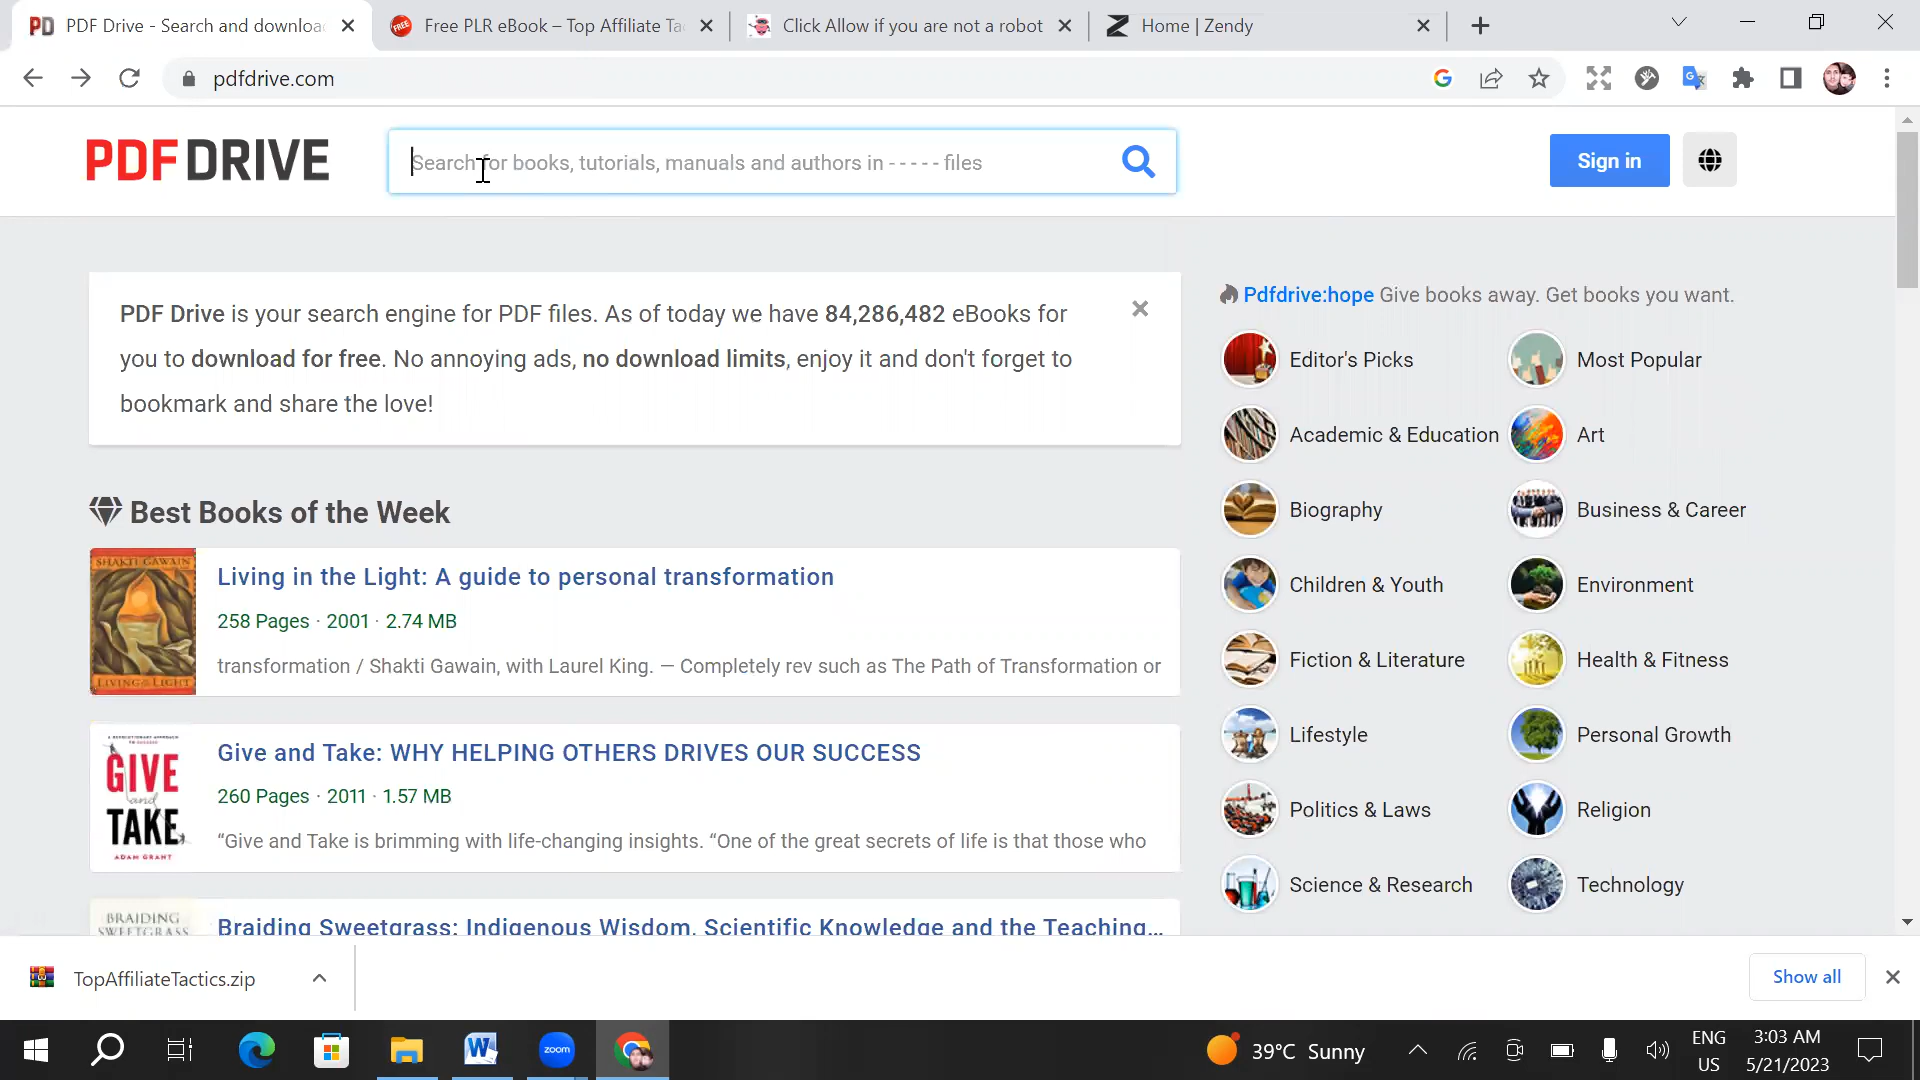 PDF Drive - Search and downloa
Free PLR eBook – Top Affiliate Ta
Click Allow if you are not a robot
Home | Zendy
pdfdrive.com
PDF DRIVE
Search for books, tutorials, manuals and authors in - - - - - files
Sign in
PDF Drive is your search engine for PDF files. As of today we have 84,286,482 eBooks for
you to download for free. No annoying ads, no download limits, enjoy it and don't forget to
bookmark and share the love!
Pdfdrive:hope Give books away. Get books you want.
Editor's Picks
Most Popular
Academic & Education
Art
Biography
Business & Career
Children & Youth
Environment
Fiction & Literature
Health & Fitness
Lifestyle
Personal Growth
Politics & Laws
Religion
Science & Research
Technology
Best Books of the Week
SHAKTI GAWAIN
LIVING in the LIGHT
Living in the Light: A guide to personal transformation
258 Pages · 2001 · 2.74 MB
transformation / Shakti Gawain, with Laurel King. — Completely rev such as The Path of Transformation or
GIVE
and
TAKE
ADAM GRANT
Give and Take: WHY HELPING OTHERS DRIVES OUR SUCCESS
260 Pages · 2011 · 1.57 MB
“Give and Take is brimming with life-changing insights. “One of the great secrets of life is that those who
BRAIDING
SWEETGRASS
Braiding Sweetgrass: Indigenous Wisdom, Scientific Knowledge and the Teaching...
TopAffiliateTactics.zip
Show all
zoom
39°C Sunny
ENG
US
3:03 AM
5/21/2023